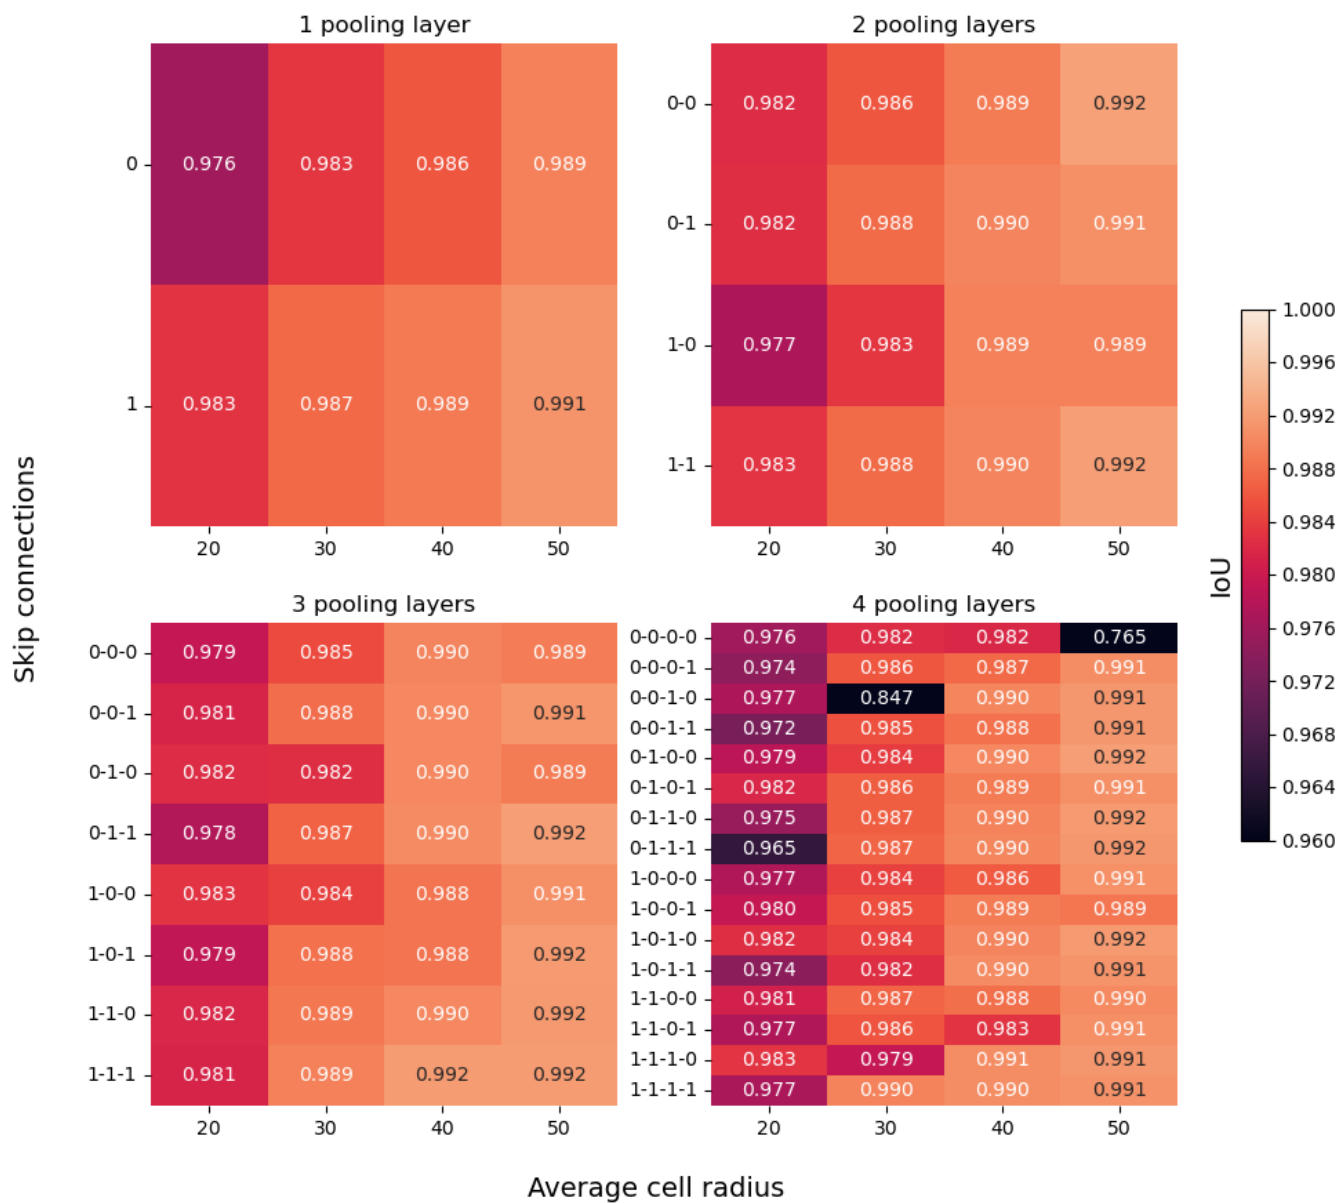 1 pooling layer
0 0.976 0.983 0.986 0.989
1 0.983 0.987 0.989 0.991
20 30 40 50
2 pooling layers
0-0 0.982 0.986 0.989 0.992
0-1 0.982 0.988 0.990 0.991
1-0 0.977 0.983 0.989 0.989
1-1 0.983 0.988 0.990 0.992
20 30 40 50
Skip connections
3 pooling layers
0-0-0 0.979 0.985 0.990 0.989
0-0-1 0.981 0.988 0.990 0.991
0-1-0 0.982 0.982 0.990 0.989
0-1-1 0.978 0.987 0.990 0.992
1-0-0 0.983 0.984 0.988 0.991
1-0-1 0.979 0.988 0.988 0.992
1-1-0 0.982 0.989 0.990 0.992
1-1-1 0.981 0.989 0.992 0.992
20 30 40 50
4 pooling layers
0-0-0-0 0.976 0.982 0.982 0.765
0-0-0-1 0.974 0.986 0.987 0.991
0-0-1-0 0.977 0.847 0.990 0.991
0-0-1-1 0.972 0.985 0.988 0.991
0-1-0-0 0.979 0.984 0.990 0.992
0-1-0-1 0.982 0.986 0.989 0.991
0-1-1-0 0.975 0.987 0.990 0.992
0-1-1-1 0.965 0.987 0.990 0.992
1-0-0-0 0.977 0.984 0.986 0.991
1-0-0-1 0.980 0.985 0.989 0.989
1-0-1-0 0.982 0.984 0.990 0.992
1-0-1-1 0.974 0.982 0.990 0.991
1-1-0-0 0.981 0.987 0.988 0.990
1-1-0-1 0.977 0.986 0.983 0.991
1-1-1-0 0.983 0.979 0.991 0.991
1-1-1-1 0.977 0.990 0.990 0.991
20 30 40 50
Average cell radius
IoU
1.000
0.996
0.992
0.988
0.984
0.980
0.976
0.972
0.968
0.964
0.960